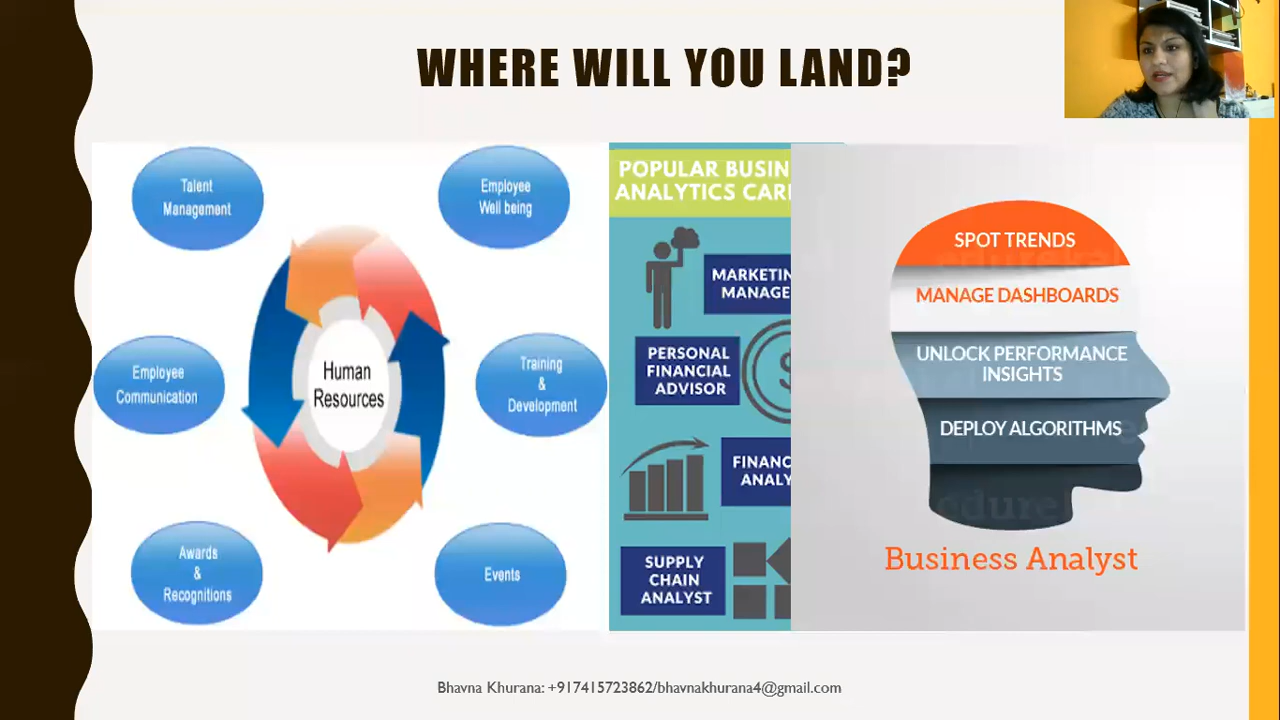 WHERE WILL YOU LAND?
Talent
Management
Employee
Well being
Employee
Communication
Human
Resources
Training
&
Development
Awards
&
Recognitions
Events
POPULAR BUSIN
ANALYTICS CAR
MARKETIN
MANAGE
PERSONAL
FINANCIAL
ADVISOR
FINANC
ANALY
SUPPLY
CHAIN
ANALYST
SPOT TRENDS
MANAGE DASHBOARDS
UNLOCK PERFORMANCE
INSIGHTS
DEPLOY ALGORITHMS
Business Analyst
Bhavna Khurana: +917415723862/bhavnakhurana4@gmail.com